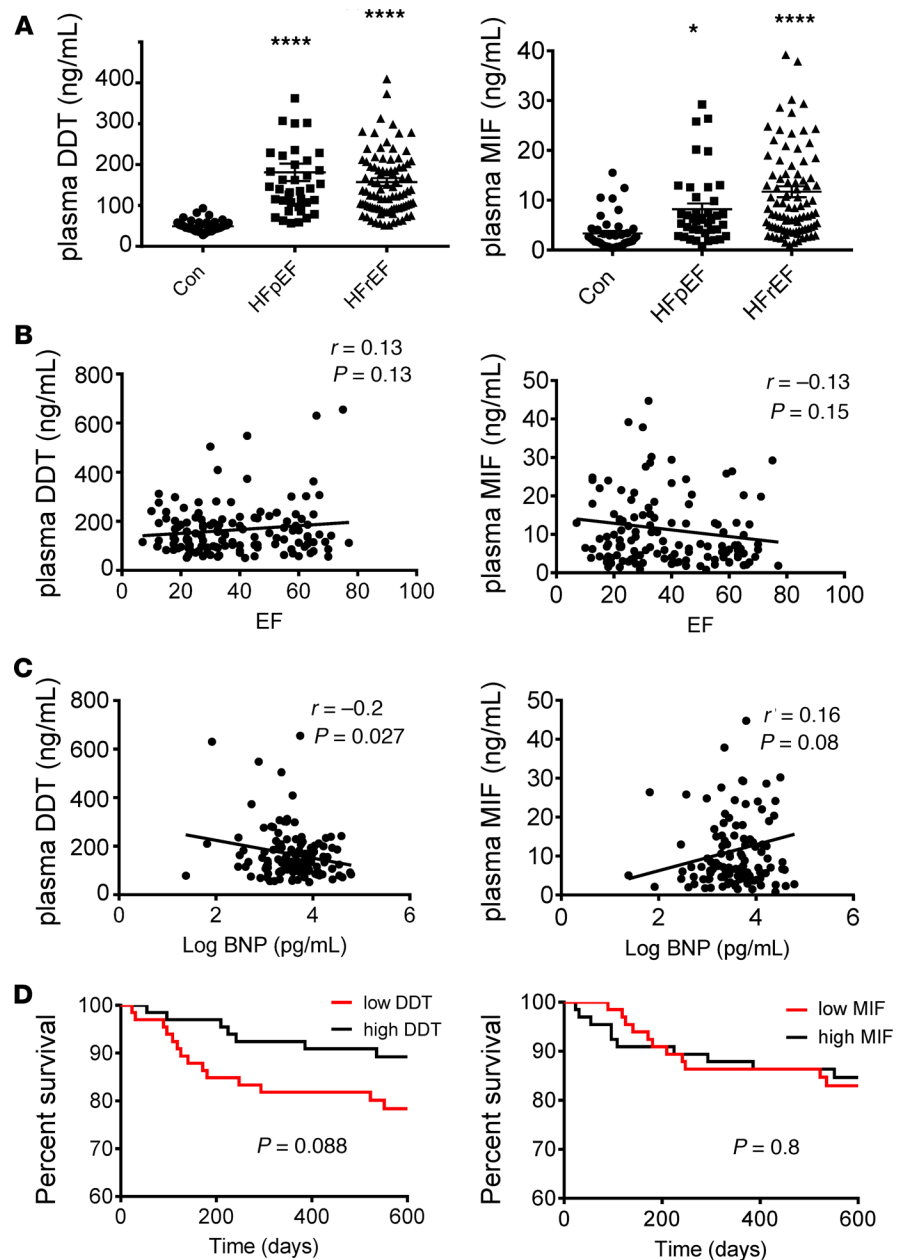 A
plasma DDT (ng/mL)
400
300
200
100
0
****
****
Con
HFpEF
HFrEF
plasma MIF (ng/mL)
40
30
20
10
0
*
****
Con
HFpEF
HFrEF
B
plasma DDT (ng/mL)
800
600
400
200
0
r = 0.13
P = 0.13
0 20 40 60 80 100
EF
plasma MIF (ng/mL)
50
40
30
20
10
0
r = –0.13
P = 0.15
0 20 40 60 80 100
EF
C
plasma DDT (ng/mL)
800
600
400
200
0
r = –0.2
P = 0.027
0 2 4 6
Log BNP (pg/mL)
plasma MIF (ng/mL)
50
40
30
20
10
0
r = 0.16
P = 0.08
0 2 4 6
Log BNP (pg/mL)
D
Percent survival
100
90
80
70
60
low DDT
high DDT
P = 0.088
0 200 400 600
Time (days)
Percent survival
100
90
80
70
60
low MIF
high MIF
P = 0.8
0 200 400 600
Time (days)